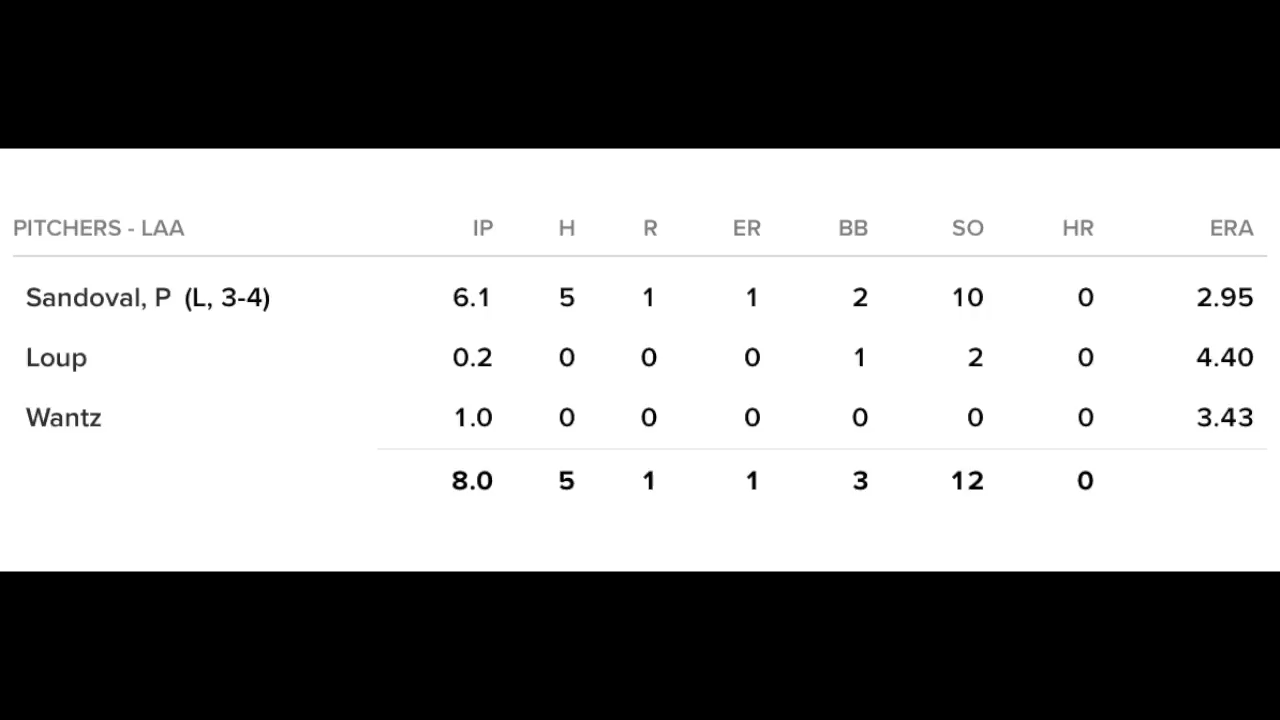 PITCHERS - LAA IP H R ER BB SO HR ERA
Sandoval, P (L, 3-4) 6.1 5 1 1 2 10 0 2.95
Loup 0.2 0 0 0 1 2 0 4.40
Wantz 1.0 0 0 0 0 0 0 3.43
8.0 5 1 1 3 12 0